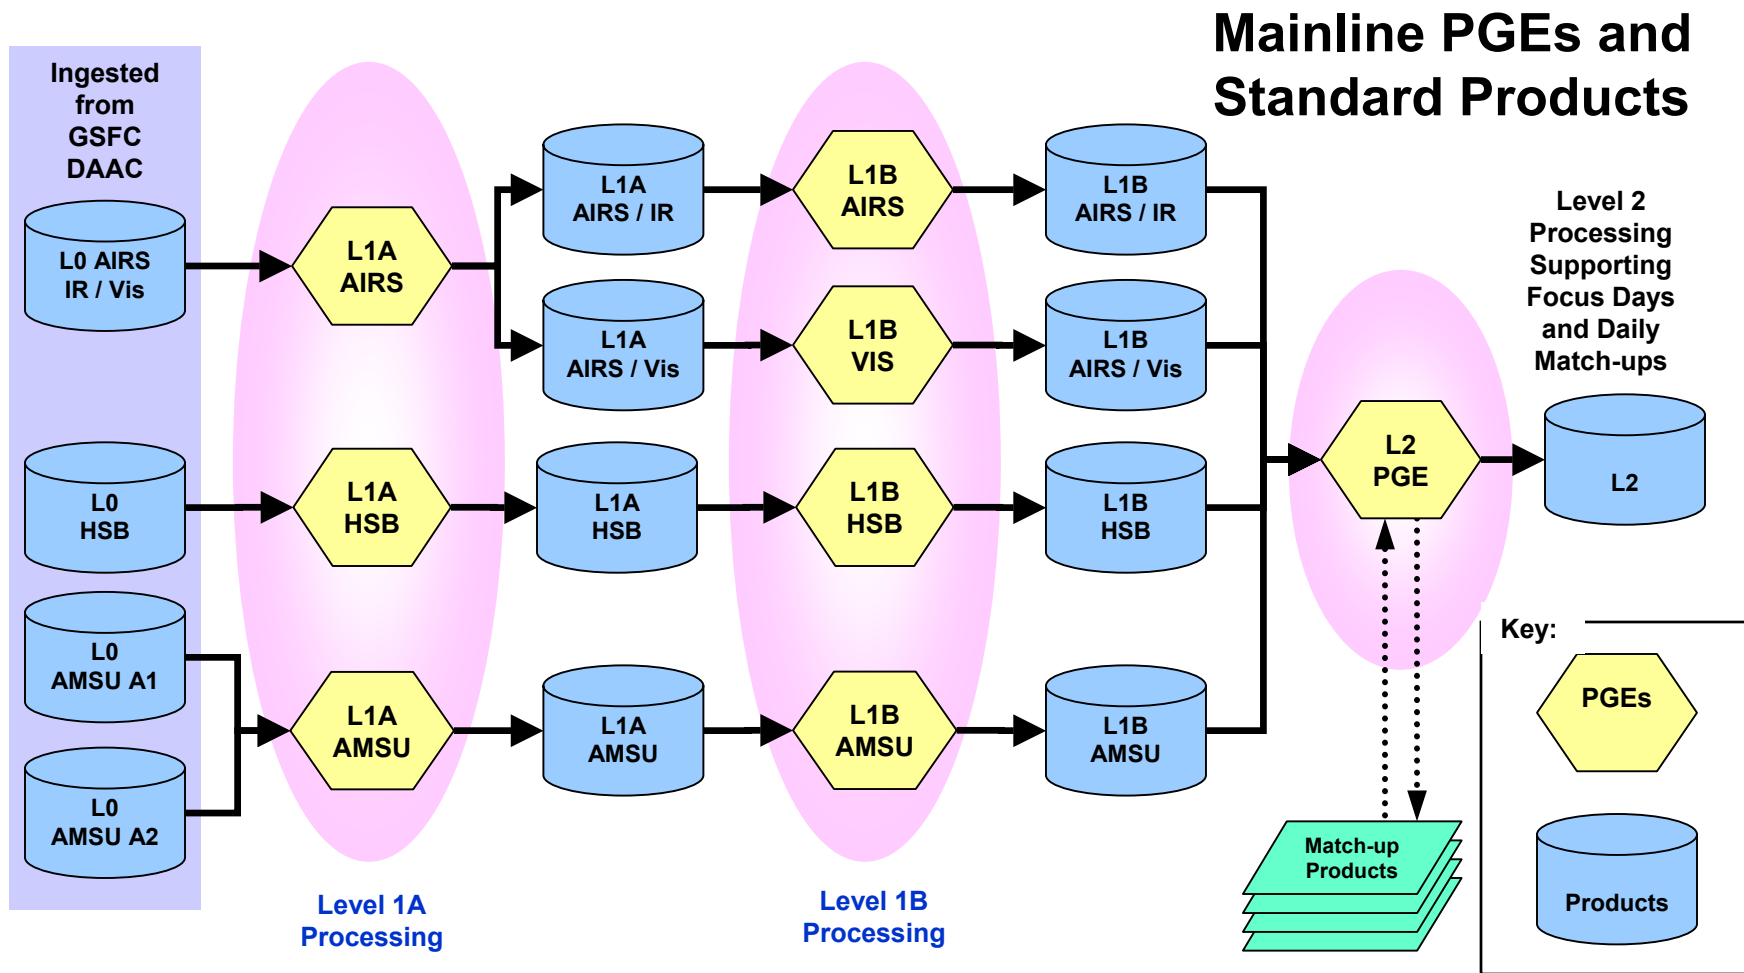 Mainline PGEs and
Standard Products
Ingested
from
GSFC
DAAC
L0 AIRS
IR / Vis
L0
HSB
L0
AMSU A1
L0
AMSU A2
L1A
AIRS
L1A
HSB
L1A
AMSU
Level 1A
Processing
L1A
AIRS / IR
L1A
AIRS / Vis
L1A
HSB
L1A
AMSU
L1B
AIRS
L1B
VIS
L1B
HSB
L1B
AMSU
Level 1B
Processing
L1B
AIRS / IR
L1B
AIRS / Vis
L1B
HSB
L1B
AMSU
L2
PGE
Match-up
Products
Level 2
Processing
Supporting
Focus Days
and Daily
Match-ups
L2
Key:
PGEs
Products